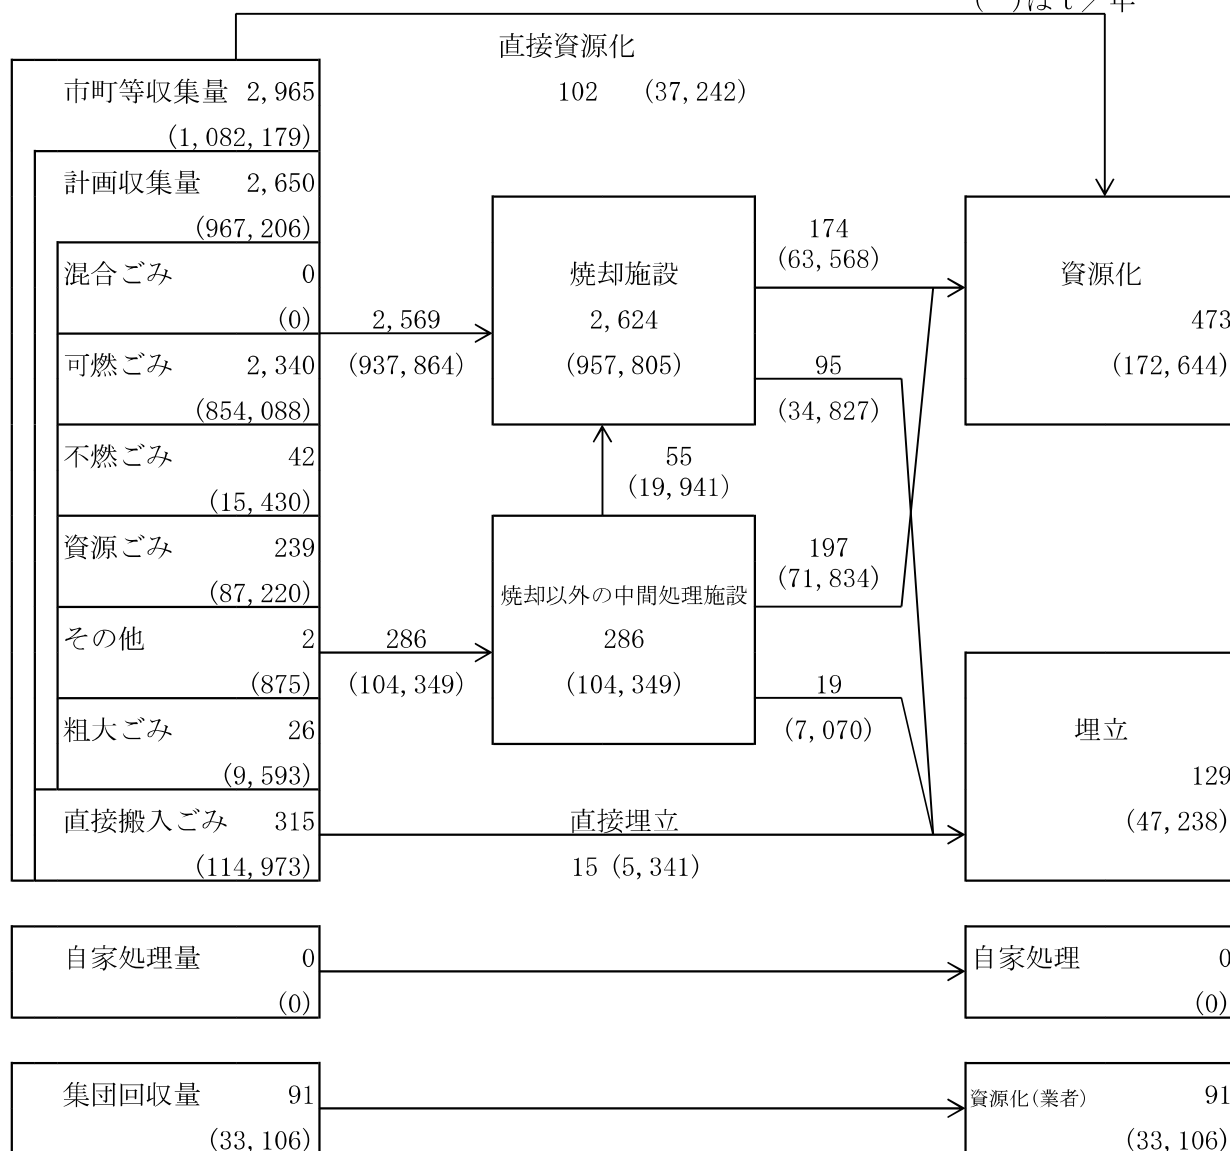 (　)はｔ／年
直接資源化
102 (37,242)
市町等収集量 2,965
(1,082,179)
計画収集量 2,650
(967,206)
混合ごみ 0
(0)
可燃ごみ 2,340
(854,088)
不燃ごみ 42
(15,430)
資源ごみ 239
(87,220)
その他 2
(875)
粗大ごみ 26
(9,593)
直接搬入ごみ 315
(114,973)
2,569
(937,864)
286
(104,349)
焼却施設
2,624
(957,805)
55
(19,941)
焼却以外の中間処理施設
286
(104,349)
174
(63,568)
95
(34,827)
197
(71,834)
19
(7,070)
直接埋立
15 (5,341)
資源化
473
(172,644)
埋立
129
(47,238)
自家処理量 0
(0)
自家処理 0
(0)
集団回収量 91
(33,106)
資源化(業者) 91
(33,106)